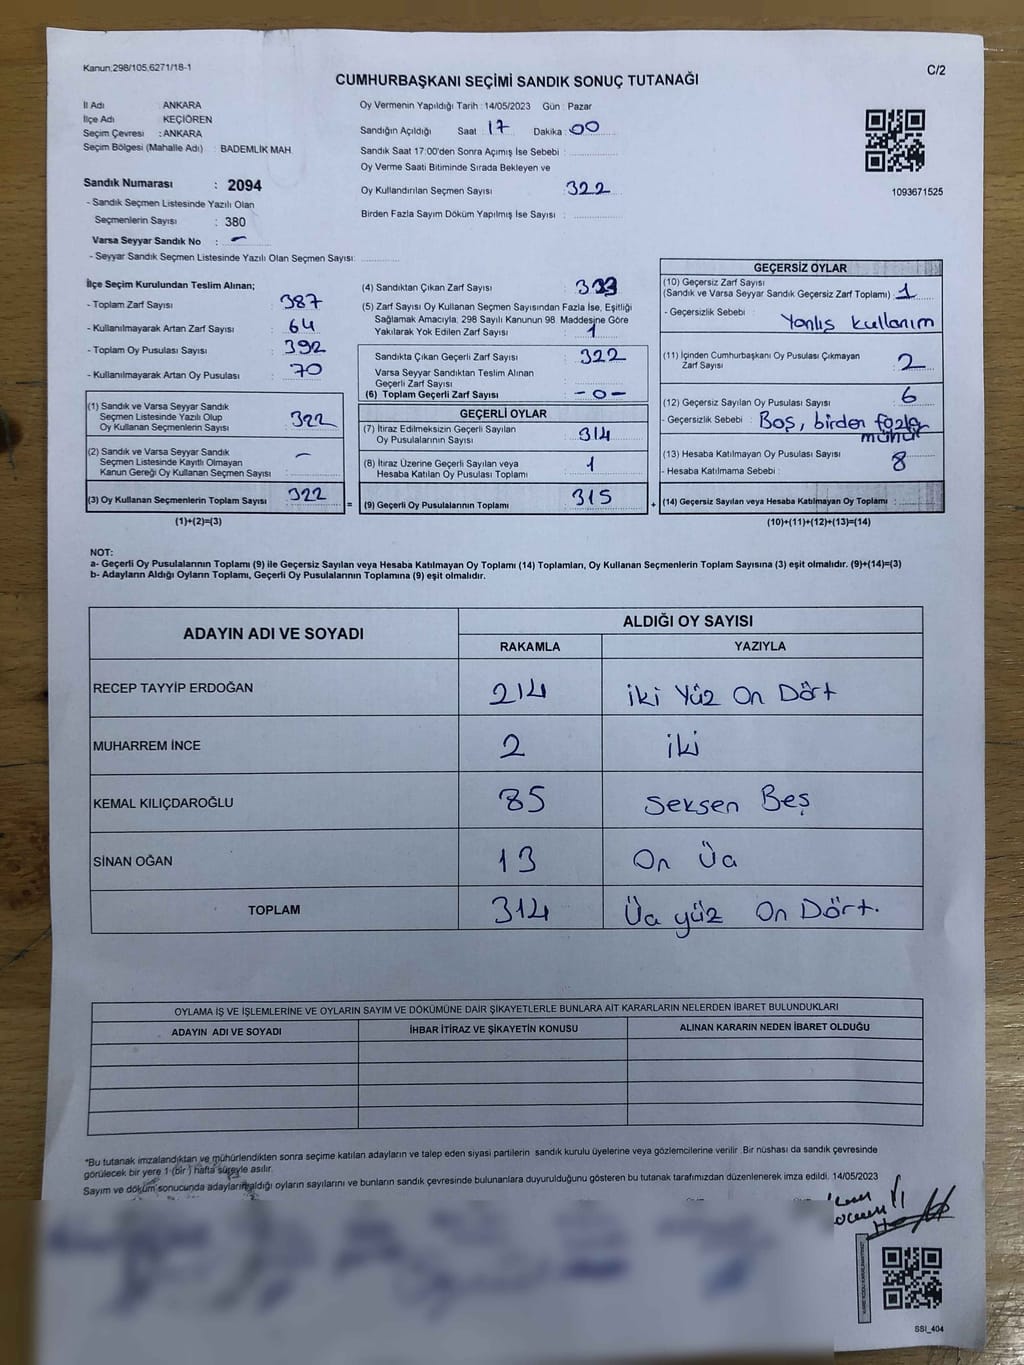 Kanun;298/105,6271/18-1
C/2
CUMHURBAŞKANI SEÇİMİ SANDIK SONUÇ TUTANAĞI
İl Adı : ANKARA
İlçe Adı : KEÇİÖREN
Seçim Çevresi : ANKARA
Seçim Bölgesi (Mahalle Adı) : BADEMLİK MAH
Sandık Numarası : 2094
- Sandık Seçmen Listesinde Yazılı Olan
Seçmenlerin Sayısı : 380
Varsa Seyyar Sandık No : -
- Seyyar Sandık Seçmen Listesinde Yazılı Olan Seçmen Sayısı:
Oy Vermenin Yapıldığı Tarih : 14/05/2023 Gün : Pazar
Sandığın Açıldığı Saat : 17 Dakika : 00
Sandık Saat 17:00'den Sonra Açımış İse Sebebi :
Oy Verme Saati Bitiminde Sırada Bekleyen ve
Oy Kullandırılan Seçmen Sayısı : 322
Birden Fazla Sayım Döküm Yapılmış İse Sayısı :
1093671525
İlçe Seçim Kurulundan Teslim Alınan;
- Toplam Zarf Sayısı : 387
- Kullanılmayarak Artan Zarf Sayısı : 64
- Toplam Oy Pusulası Sayısı : 392
- Kullanılmayarak Artan Oy Pusulası : 70
(1) Sandık ve Varsa Seyyar Sandık
Seçmen Listesinde Yazılı Olup
Oy Kullanan Seçmenlerin Sayısı : 322
(2) Sandık ve Varsa Seyyar Sandık
Seçmen Listesinde Kayıtlı Olmayan
Kanun Gereği Oy Kullanan Seçmen Sayısı : -
(3) Oy Kullanan Seçmenlerin Toplam Sayısı : 322 =
(1)+(2)=(3)
(4) Sandıktan Çıkan Zarf Sayısı :
(5) Zarf Sayısı Oy Kullanan Seçmen Sayısından Fazla İse, Eşitliği
Sağlamak Amacıyla, 298 Sayılı Kanunun 98. Maddesine Göre
Yakılarak Yok Edilen Zarf Sayısı : 1
Sandıkta Çıkan Geçerli Zarf Sayısı : 322
Varsa Seyyar Sandıktan Teslim Alınan
Geçerli Zarf Sayısı :
(6) Toplam Geçerli Zarf Sayısı : -0-
GEÇERLİ OYLAR
(7) İtiraz Edilmeksizin Geçerli Sayılan
Oy Pusulalarının Sayısı : 314
(8) İtiraz Üzerine Geçerli Sayılan veya
Hesaba Katılan Oy Pusulası Toplamı : 1
(9) Geçerli Oy Pusulalarının Toplamı : 315 +
GEÇERSİZ OYLAR
(10) Geçersiz Zarf Sayısı
(Sandık ve Varsa Seyyar Sandık Geçersiz Zarf Toplamı) : 1
- Geçersizlik Sebebi : Yanlış kullanım
(11) İçinden Cumhurbaşkanı Oy Pusulası Çıkmayan
Zarf Sayısı : 2
(12) Geçersiz Sayılan Oy Pusulası Sayısı : 6
- Geçersizlik Sebebi : Boş, birden fazla
mühür
(13) Hesaba Katılmayan Oy Pusulası Sayısı : 8
- Hesaba Katılmama Sebebi :
(14) Geçersiz Sayılan veya Hesaba Katılmayan Oy Toplamı :
(10)+(11)+(12)+(13)=(14)
NOT:
a- Geçerli Oy Pusulalarının Toplamı (9) ile Geçersiz Sayılan veya Hesaba Katılmayan Oy Toplamı (14) Toplamları, Oy Kullanan Seçmenlerin Toplam Sayısına (3) eşit olmalıdır. (9)+(14)=(3)
b- Adayların Aldığı Oyların Toplamı, Geçerli Oy Pusulalarının Toplamına (9) eşit olmalıdır.
ADAYIN ADI VE SOYADI ALDIĞI OY SAYISI
RAKAMLA YAZIYLA
RECEP TAYYİP ERDOĞAN 214 iki Yüz On Dört
MUHARREM İNCE 2 iki
KEMAL KILIÇDAROĞLU 85 Seksen Beş
SİNAN OĞAN 13 On Üç
TOPLAM 314 Üç yüz On Dört.
OYLAMA İŞ VE İŞLEMLERİNE VE OYLARIN SAYIM VE DÖKÜMÜNE DAİR ŞİKAYETLERLE BUNLARA AİT KARARLARIN NELERDEN İBARET BULUNDUKLARI
ADAYIN ADI VE SOYADI İHBAR İTİRAZ VE ŞİKAYETİN KONUSU ALINAN KARARIN NEDEN İBARET OLDUĞU
*Bu tutanak imzalandıktan ve mühürlendikten sonra seçime katılan adayların ve talep eden siyasi partilerin sandık kurulu üyelerine veya gözlemcilerine verilir. Bir nüshası da sandık çevresinde
görülecek bir yere 1 (bir) hafta süreyle asılır.
Sayım ve döküm sonucunda adayların aldığı oyların sayılarını ve bunların sandık çevresinde bulunanlara duyurulduğunu gösteren bu tutanak tarafımızdan düzenlenerek imza edildi. 14/05/2023
SSI_404